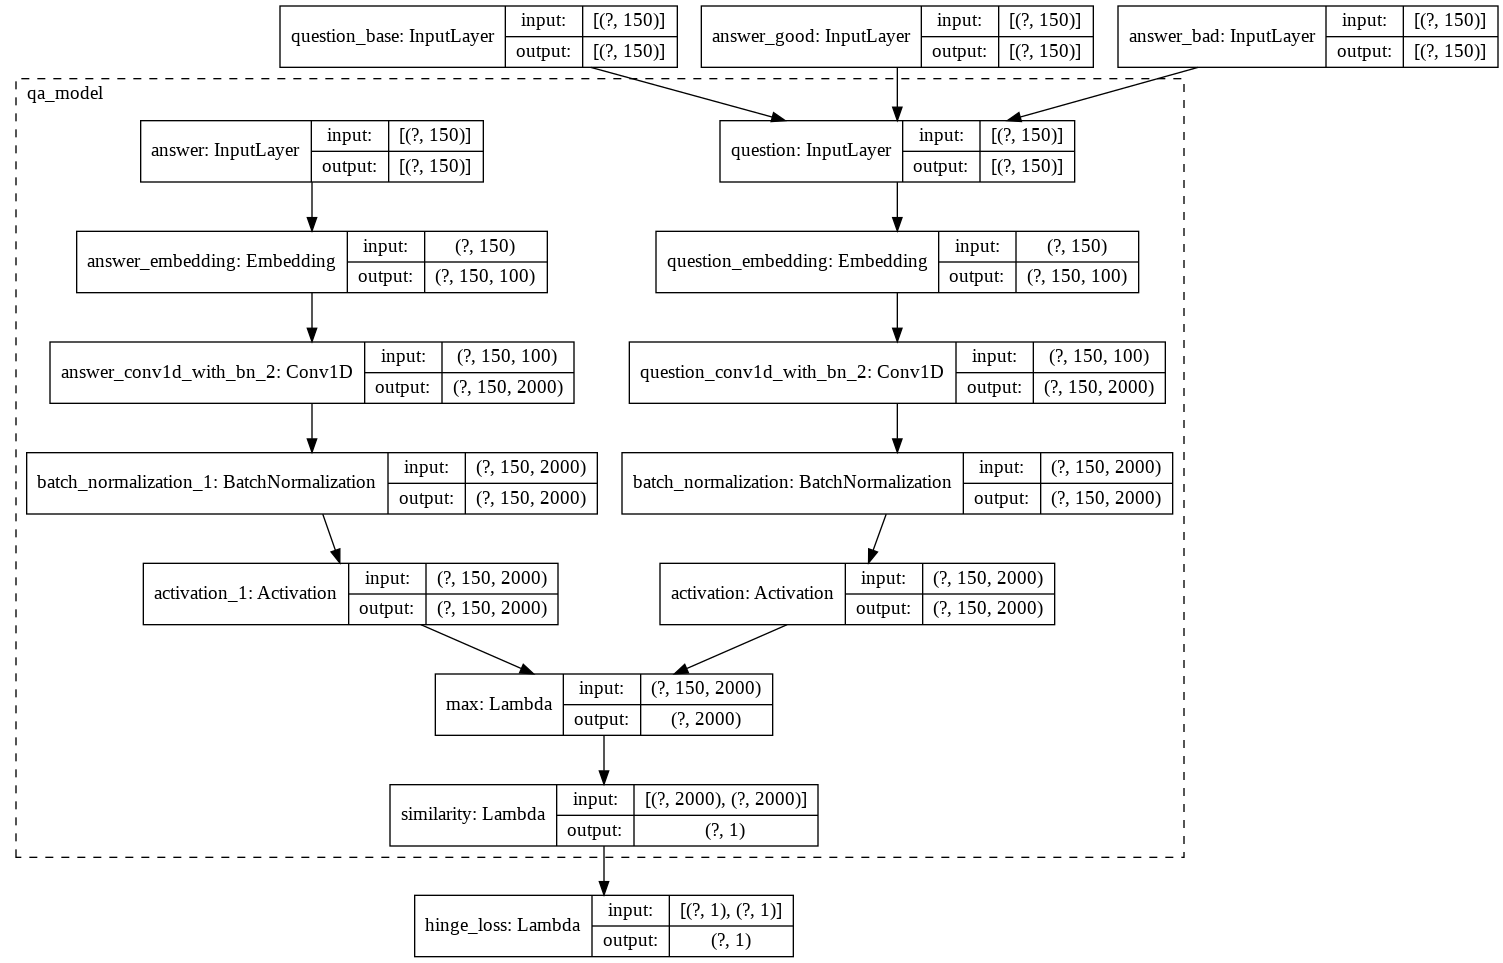 question_base: InputLayer
input: [(?, 150)]
output: [(?, 150)]
answer_good: InputLayer
input: [(?, 150)]
output: [(?, 150)]
answer_bad: InputLayer
input: [(?, 150)]
output: [(?, 150)]
qa_model
answer: InputLayer
input: [(?, 150)]
output: [(?, 150)]
question: InputLayer
input: [(?, 150)]
output: [(?, 150)]
answer_embedding: Embedding
input: (?, 150)
output: (?, 150, 100)
question_embedding: Embedding
input: (?, 150)
output: (?, 150, 100)
answer_conv1d_with_bn_2: Conv1D
input: (?, 150, 100)
output: (?, 150, 2000)
question_conv1d_with_bn_2: Conv1D
input: (?, 150, 100)
output: (?, 150, 2000)
batch_normalization_1: BatchNormalization
input: (?, 150, 2000)
output: (?, 150, 2000)
batch_normalization: BatchNormalization
input: (?, 150, 2000)
output: (?, 150, 2000)
activation_1: Activation
input: (?, 150, 2000)
output: (?, 150, 2000)
activation: Activation
input: (?, 150, 2000)
output: (?, 150, 2000)
max: Lambda
input: (?, 150, 2000)
output: (?, 2000)
similarity: Lambda
input: [(?, 2000), (?, 2000)]
output: (?, 1)
hinge_loss: Lambda
input: [(?, 1), (?, 1)]
output: (?, 1)